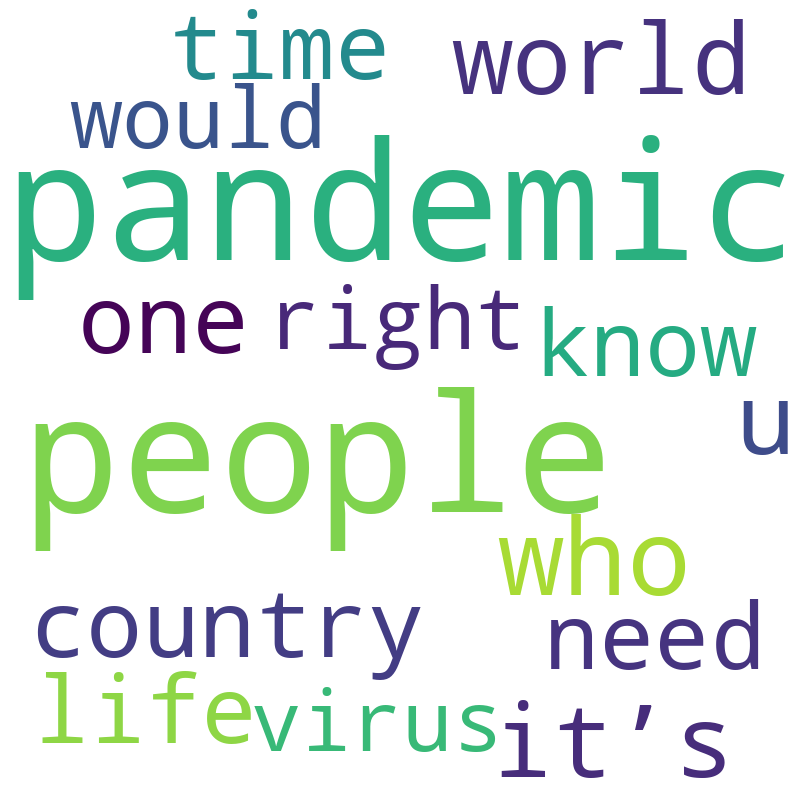 time world
would
pandemic
one right know
people u
who
country need
life virus it’s